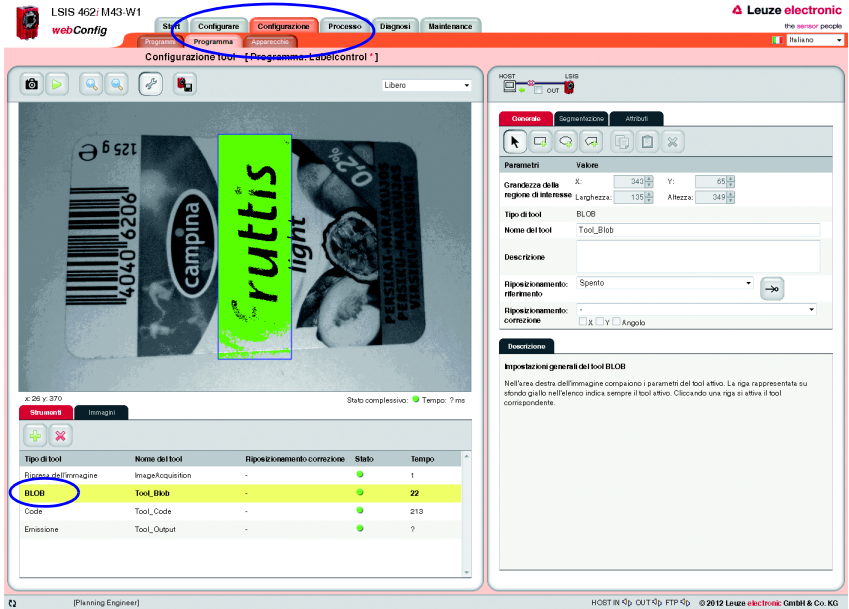 LSIS 462i M43-W1
webConfig
Leuze electronic
the sensor people
Start Configurare Configurazione Processo Diagnosi Maintenance
Programmi Programma Apparecchio
Italiano
Configurazione tool - [ Programma: Labelcontrol * ]
Libero
HOST LSIS
OUT
Generale Segmentazione Attributi
Parametri Valore
Grandezza della regione di interesse
X: 343 Y: 65
Larghezza: 135 Altezza: 349
Tipo di tool BLOB
Nome del tool Tool_Blob
Descrizione
Riposizionamento: riferimento Spento
Riposizionamento: correzione -
X Y Angolo
Descrizione
Impostazioni generali del tool BLOB
Nell'area destra dell'immagine compaiono i parametri del tool attivo. La riga rappresentata su
sfondo giallo nell'elenco indica sempre il tool attivo. Cliccando una riga si attiva il tool
corrispondente.
125 g e
4040 6206
campina
fruttis
light
0,2%
x: 26 y: 370
Stato complessivo: Tempo: ? ms
Strumenti Immagini
Tipo di tool Nome del tool Riposizionamento correzione Stato Tempo
Ripresa dell'immagine ImageAcquisition - 1
BLOB Tool_Blob - 22
Code Tool_Code - 213
Emissione Tool_Output - ?
[Planning Engineer]
HOST IN OUT FTP © 2012 Leuze electronic GmbH & Co. KG